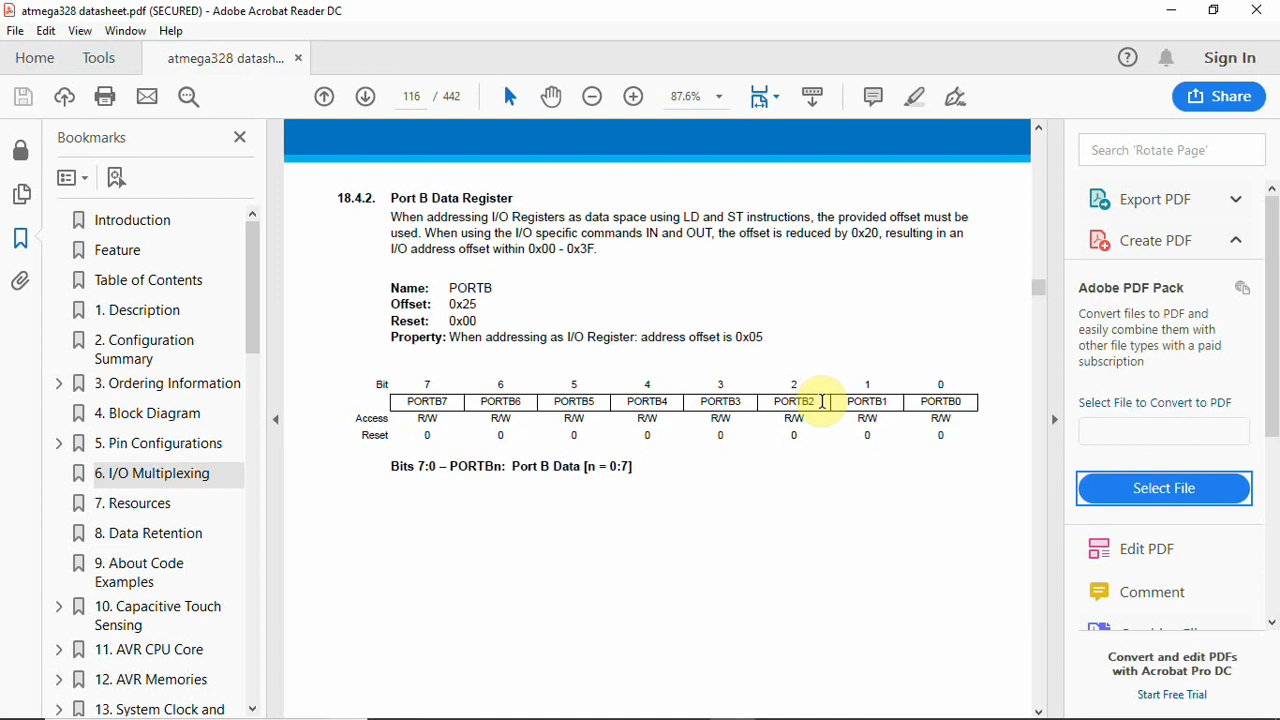 atmega328 datasheet.pdf (SECURED) - Adobe Acrobat Reader DC
File Edit View Window Help
Home Tools atmega328 datash... ×
Sign In
116 / 442
87.6%
Share
Bookmarks
Introduction
Feature
Table of Contents
1. Description
2. Configuration
Summary
3. Ordering Information
4. Block Diagram
5. Pin Configurations
6. I/O Multiplexing
7. Resources
8. Data Retention
9. About Code
Examples
10. Capacitive Touch
Sensing
11. AVR CPU Core
12. AVR Memories
13. System Clock and
18.4.2. Port B Data Register
When addressing I/O Registers as data space using LD and ST instructions, the provided offset must be
used. When using the I/O specific commands IN and OUT, the offset is reduced by 0x20, resulting in an
I/O address offset within 0x00 - 0x3F.
Name: PORTB
Offset: 0x25
Reset: 0x00
Property: When addressing as I/O Register: address offset is 0x05
Bit 7 6 5 4 3 2 1 0
PORTB7 PORTB6 PORTB5 PORTB4 PORTB3 PORTB2 PORTB1 PORTB0
Access R/W R/W R/W R/W R/W R/W R/W R/W
Reset 0 0 0 0 0 0 0 0
Bits 7:0 – PORTBn: Port B Data [n = 0:7]
Search 'Rotate Page'
Export PDF
Create PDF
Adobe PDF Pack
Convert files to PDF and
easily combine them with
other file types with a paid
subscription
Select File to Convert to PDF
Select File
Edit PDF
Comment
Convert and edit PDFs
with Acrobat Pro DC
Start Free Trial